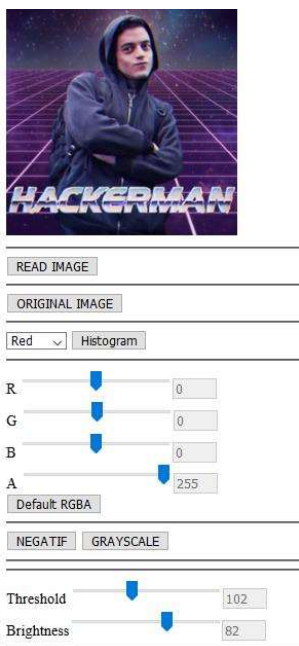 HACKERMAN
READ IMAGE
ORIGINAL IMAGE
Red Histogram
R 0
G 0
B 0
A 255
Default RGBA
NEGATIF GRAYSCALE
Threshold 102
Brightness 82